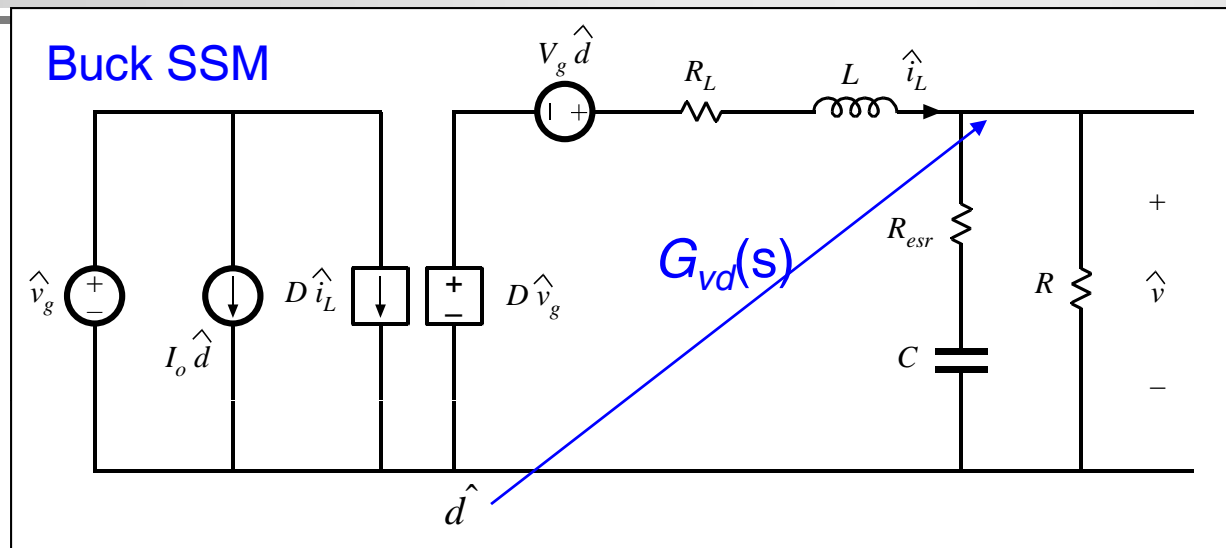 Buck SSM
V_g d̂
R_L
L
î_L
v̂_g
+
−
I_o d̂
D î_L
+
−
D v̂_g
− +
G_vd(s)
R_esr
C
R
+
v̂
−
d̂